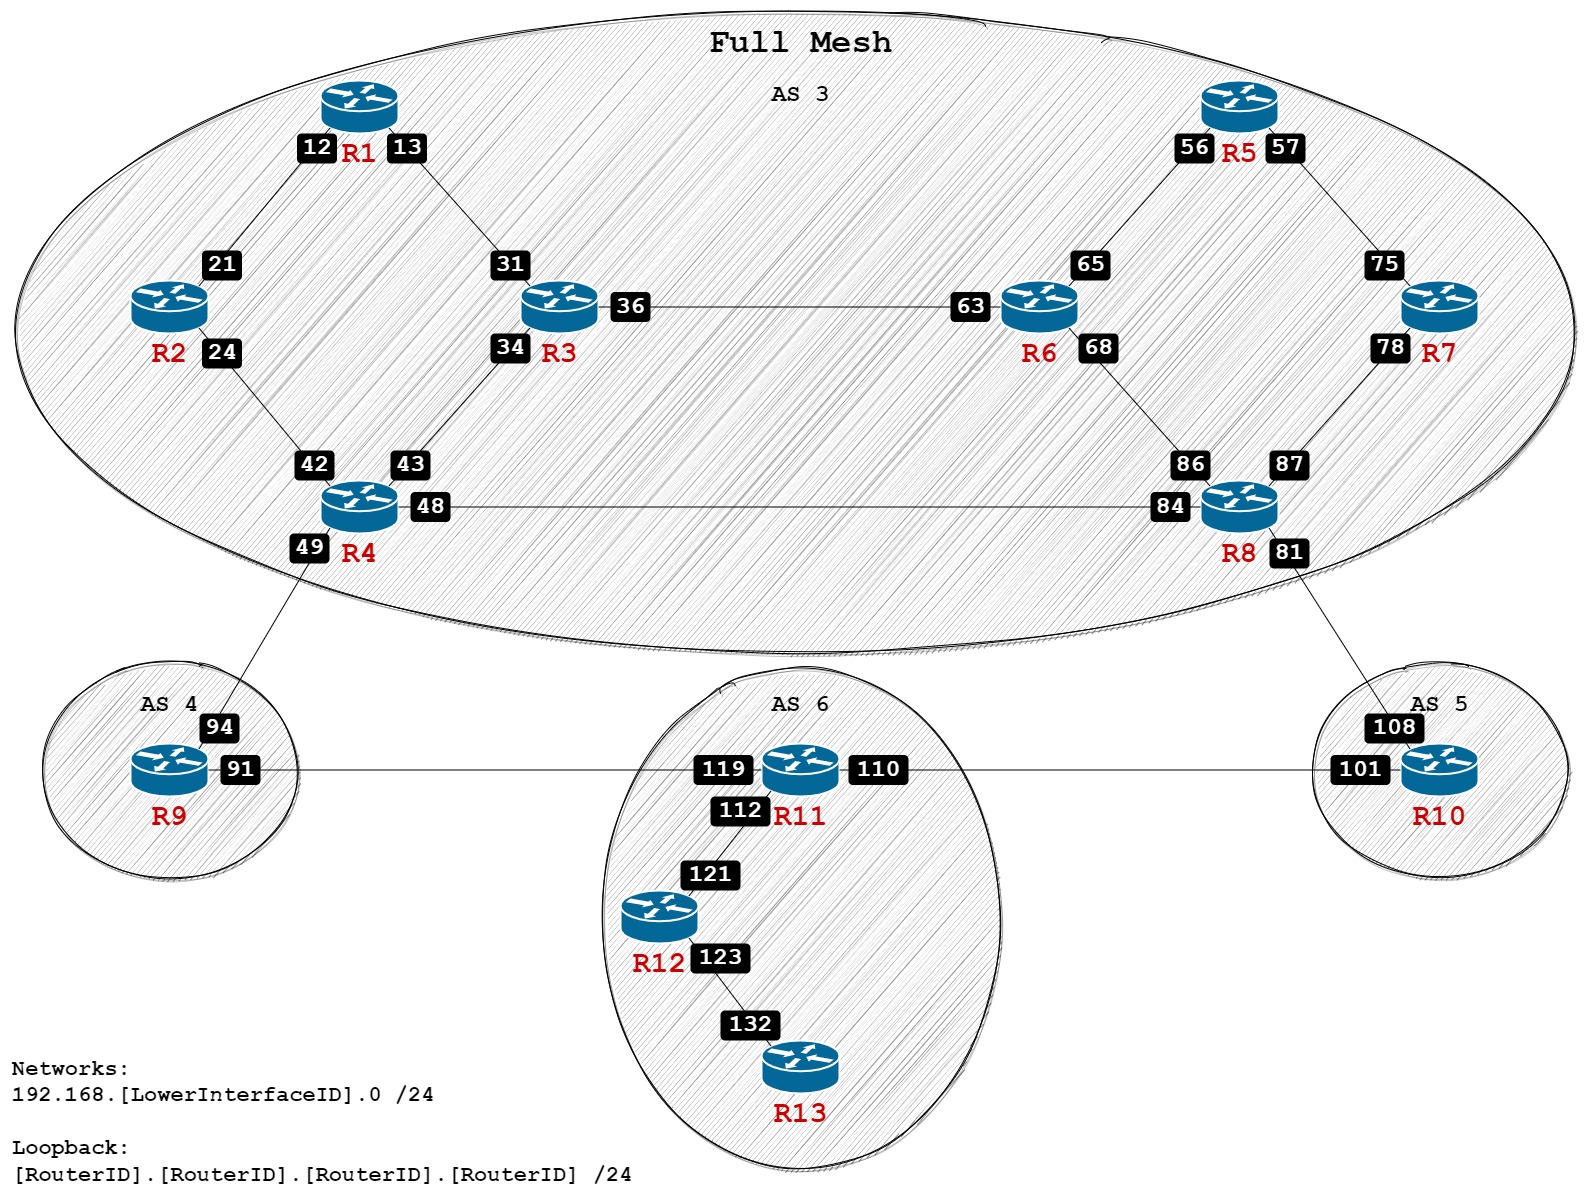 Full Mesh
AS 3
12
R1
13
56
R5
57
21
31
65
75
R2
24
36
34
R3
63
R6
68
78
R7
42
43
86
87
48
84
49
R4
R8
81
AS 4
AS 6
AS 5
94
108
91
119
110
101
R9
112
R11
R10
121
R12
123
132
R13
Networks:
192.168.[LowerInterfaceID].0 /24
Loopback:
[RouterID].[RouterID].[RouterID].[RouterID] /24